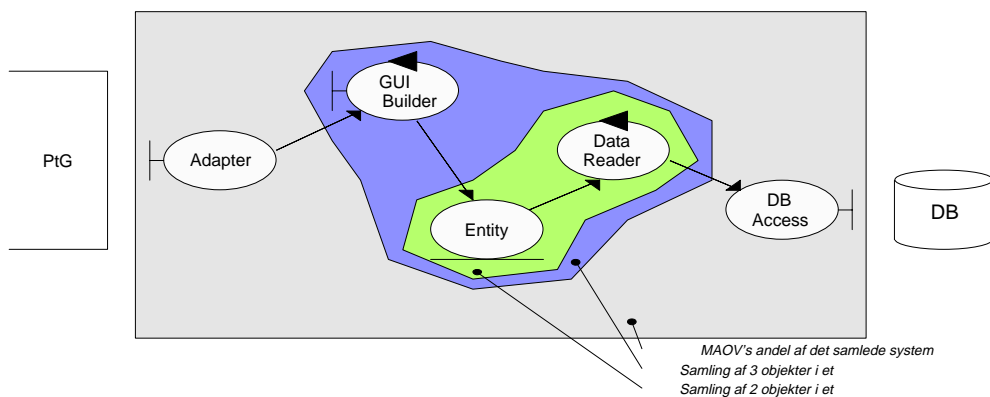 GUI
Builder
PtG
Adapter
Data
Reader
Entity
DB
Access
DB
MAOV's andel af det samlede system
Samling af 3 objekter i et
Samling af 2 objekter i et